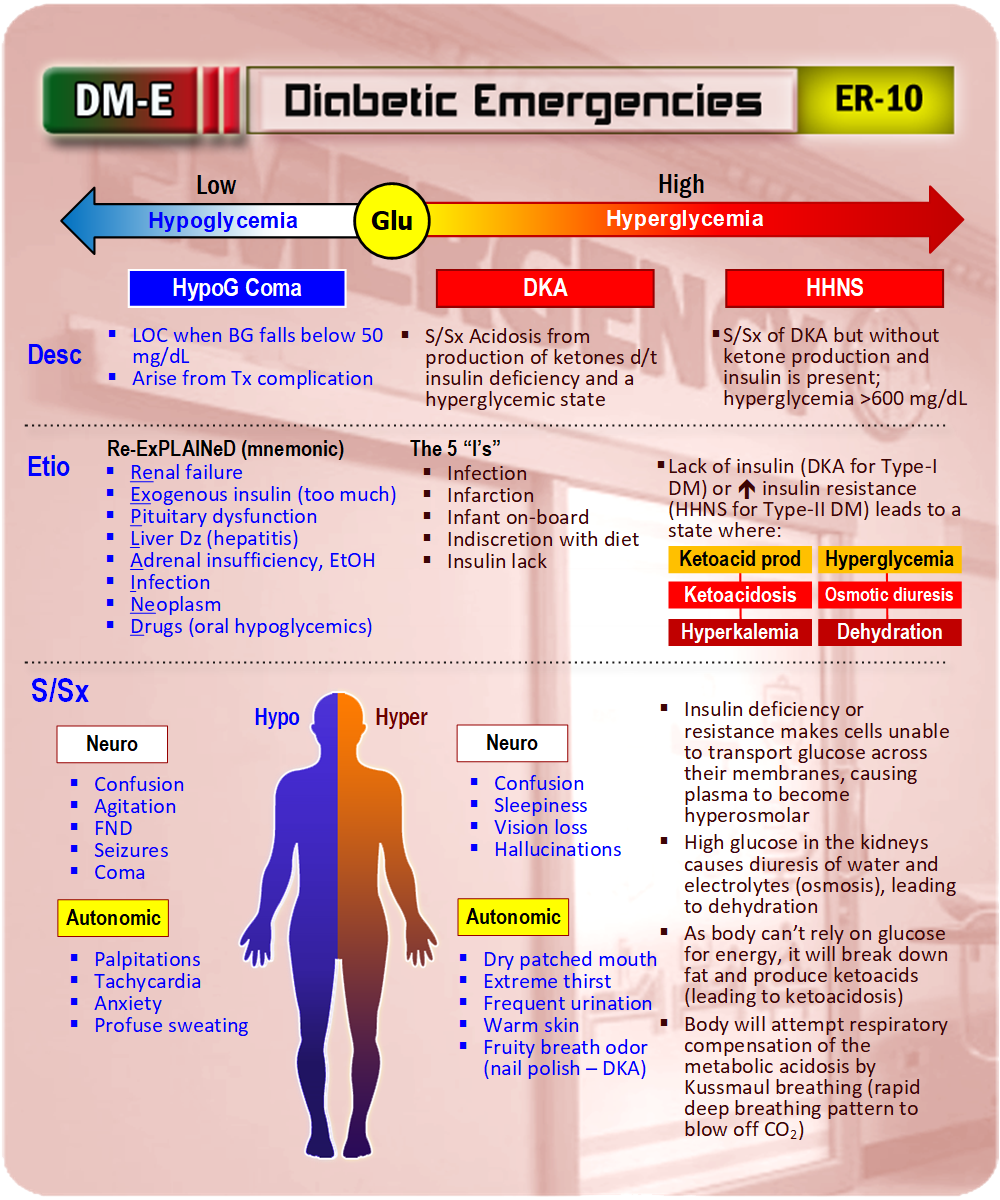 DM-E
Diabetic Emergencies
ER-10
Low
High
Hypoglycemia
Glu
Hyperglycemia
HypoG Coma
DKA
HHNS
Desc
▪ LOC when BG falls below 50
mg/dL
▪ Arise from Tx complication
▪ S/Sx Acidosis from
production of ketones d/t
insulin deficiency and a
hyperglycemic state
▪ S/Sx of DKA but without
ketone production and
insulin is present;
hyperglycemia >600 mg/dL
Etio
Re-ExPLAINeD (mnemonic)
▪ Renal failure
▪ Exogenous insulin (too much)
▪ Pituitary dysfunction
▪ Liver Dz (hepatitis)
▪ Adrenal insufficiency, EtOH
▪ Infection
▪ Neoplasm
▪ Drugs (oral hypoglycemics)
The 5 “I’s”
▪ Infection
▪ Infarction
▪ Infant on-board
▪ Indiscretion with diet
▪ Insulin lack
▪ Lack of insulin (DKA for Type-I
DM) or 🡹 insulin resistance
(HHNS for Type-II DM) leads to a
state where:
Ketoacid prod
Hyperglycemia
Ketoacidosis
Osmotic diuresis
Hyperkalemia
Dehydration
S/Sx
Hypo
Hyper
Neuro
▪ Confusion
▪ Agitation
▪ FND
▪ Seizures
▪ Coma
Autonomic
▪ Palpitations
▪ Tachycardia
▪ Anxiety
▪ Profuse sweating
Neuro
▪ Confusion
▪ Sleepiness
▪ Vision loss
▪ Hallucinations
Autonomic
▪ Dry patched mouth
▪ Extreme thirst
▪ Frequent urination
▪ Warm skin
▪ Fruity breath odor
(nail polish – DKA)
▪ Insulin deficiency or
resistance makes cells unable
to transport glucose across
their membranes, causing
plasma to become
hyperosmolar
▪ High glucose in the kidneys
causes diuresis of water and
electrolytes (osmosis), leading
to dehydration
▪ As body can’t rely on glucose
for energy, it will break down
fat and produce ketoacids
(leading to ketoacidosis)
▪ Body will attempt respiratory
compensation of the
metabolic acidosis by
Kussmaul breathing (rapid
deep breathing pattern to
blow off CO₂)
EMERGENCY